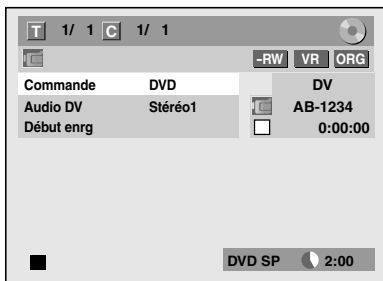 T 1/ 1 C 1/ 1
-RW VR ORG
Commande DVD DV
Audio DV Stéréo1 AB-1234
Début enrg 0:00:00
DVD SP 2:00